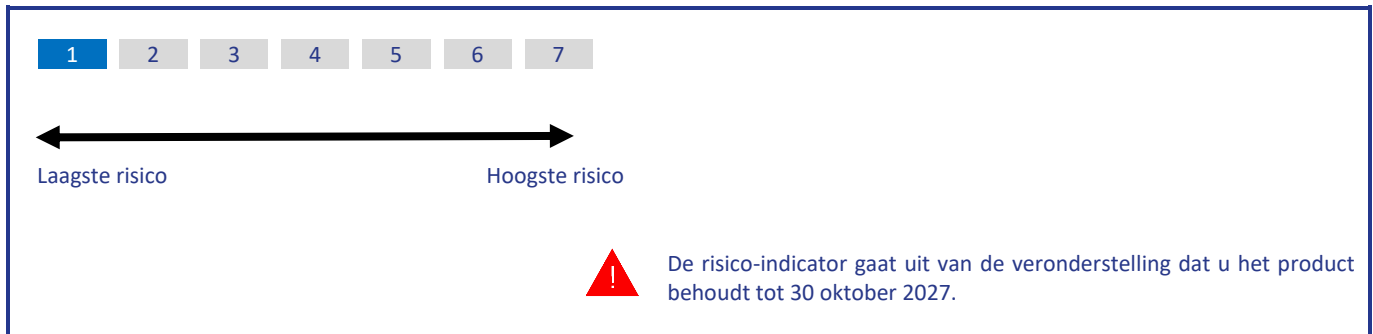 1 2 3 4 5 6 7
Laagste risico Hoogste risico
! De risico-indicator gaat uit van de veronderstelling dat u het product
behoudt tot 30 oktober 2027.